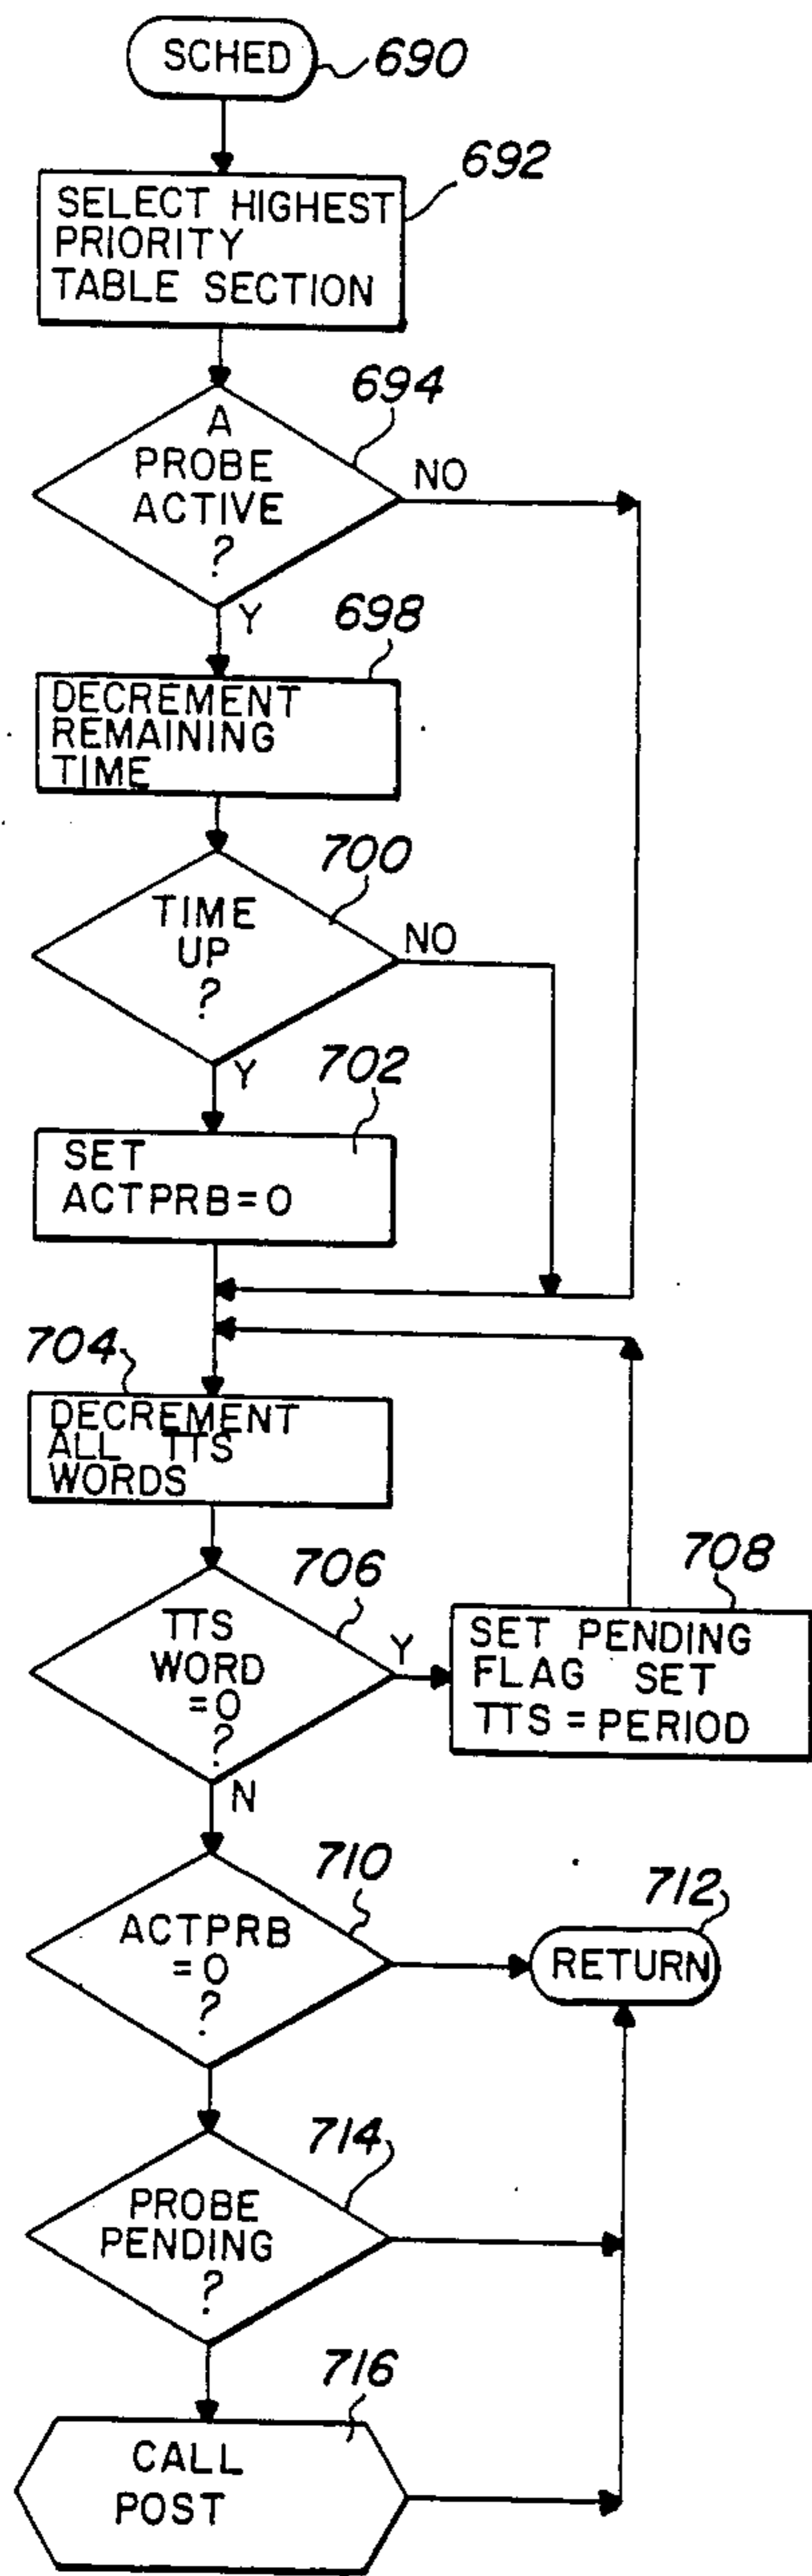 SCHED
690
692
SELECT HIGHEST
PRIORITY
TABLE SECTION
694
A
PROBE
ACTIVE
?
NO
Y
698
DECREMENT
REMAINING
TIME
700
TIME
UP
?
NO
Y
702
SET
ACTPRB=0
704
DECREMENT
ALL TTS
WORDS
706
TTS
WORD
=0
?
Y
N
708
SET PENDING
FLAG SET
TTS = PERIOD
710
ACTPRB
=0
?
712
RETURN
714
PROBE
PENDING
?
716
CALL
POST